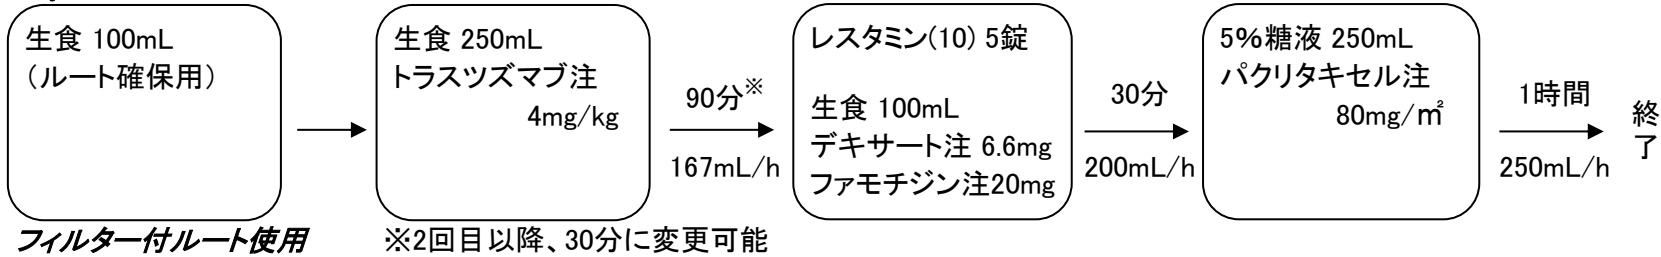 生食 100mL
（ルート確保用）
生食 250mL
トラスツズマブ注
4mg/kg
90分※
167mL/h
レスタミン(10) 5錠
生食 100mL
デキサート注 6.6mg
ファモチジン注20mg
30分
200mL/h
5%糖液 250mL
パクリタキセル注
80mg/㎡
1時間
250mL/h
終了
フィルター付ルート使用
※2回目以降、30分に変更可能